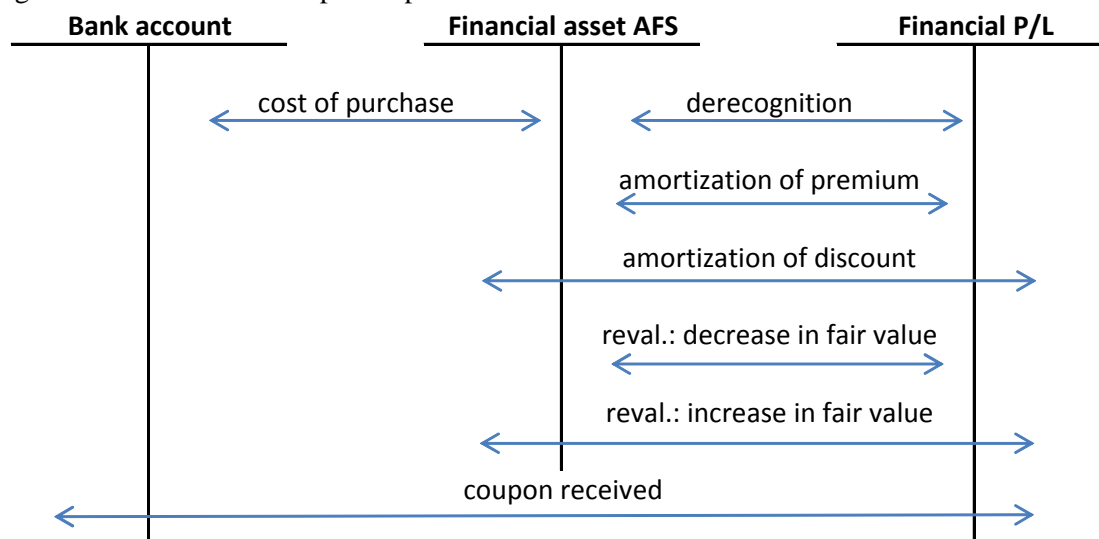 Bank account Financial asset AFS Financial P/L
cost of purchase derecognition
amortization of premium
amortization of discount
reval.: decrease in fair value
reval.: increase in fair value
coupon received